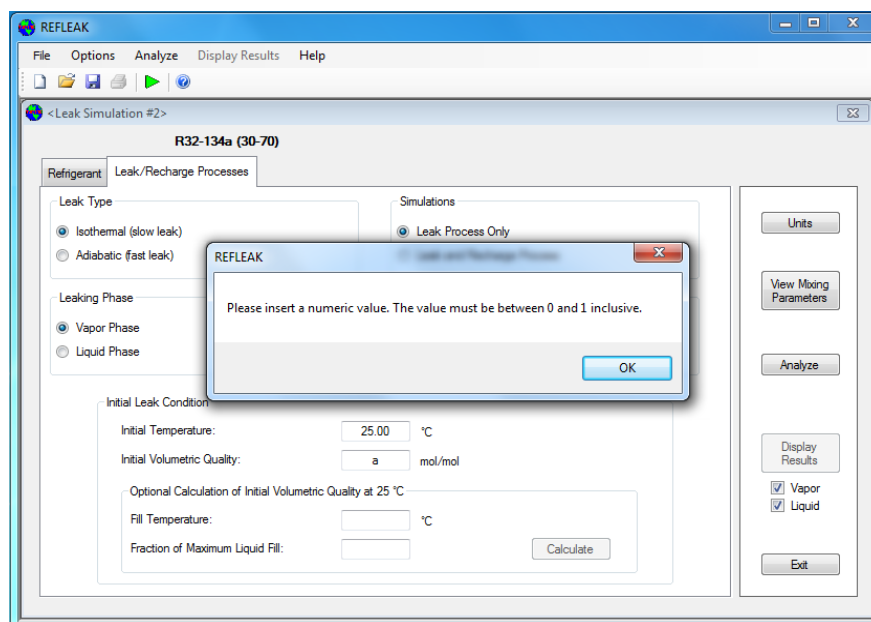 REFLEAK
File Options Analyze Display Results Help
<Leak Simulation #2>
R32-134a (30-70)
Refrigerant Leak/Recharge Processes
Leak Type
Isothermal (slow leak)
Adiabatic (fast leak)
Simulations
Leak Process Only
Leak and Recharge Process
REFLEAK
Please insert a numeric value. The value must be between 0 and 1 inclusive.
OK
Leaking Phase
Vapor Phase
Liquid Phase
Initial Leak Condition
Initial Temperature: 25.00 °C
Initial Volumetric Quality: a mol/mol
Optional Calculation of Initial Volumetric Quality at 25 °C
Fill Temperature: °C
Fraction of Maximum Liquid Fill: Calculate
Units
View Mixing
Parameters
Analyze
Display
Results
Vapor
Liquid
Exit